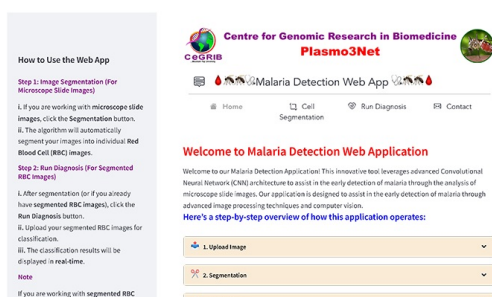 How to Use the Web App
Step 1: Image Segmentation (For
Microscope Slide Images)
i. If you are working with microscope slide
images, click the Segmentation button.
ii. The algorithm will automatically
segment your images into individual Red
Blood Cell (RBC) images.
Step 2: Run Diagnosis (For Segmented
RBC Images)
i. After segmentation (or if you already
have segmented RBC images), click the
Run Diagnosis button.
ii. Upload your segmented RBC images for
classification.
iii. The classification results will be
displayed in real-time.
Note
If you are working with segmented RBC
CeGRIB
Centre for Genomic Research in Biomedicine
Plasmo3Net
Malaria Detection Web App
Home
Cell
Segmentation
Run Diagnosis
Contact
Welcome to Malaria Detection Web Application
Welcome to our Malaria Detection Application! This innovative tool leverages advanced Convolutional
Neural Network (CNN) architecture to assist in the early detection of malaria through the analysis of
microscope slide images. Our application is designed to assist in the early detection of malaria through
advanced image processing techniques and computer vision.
Here's a step-by-step overview of how this application operates:
1. Upload Image
2. Segmentation